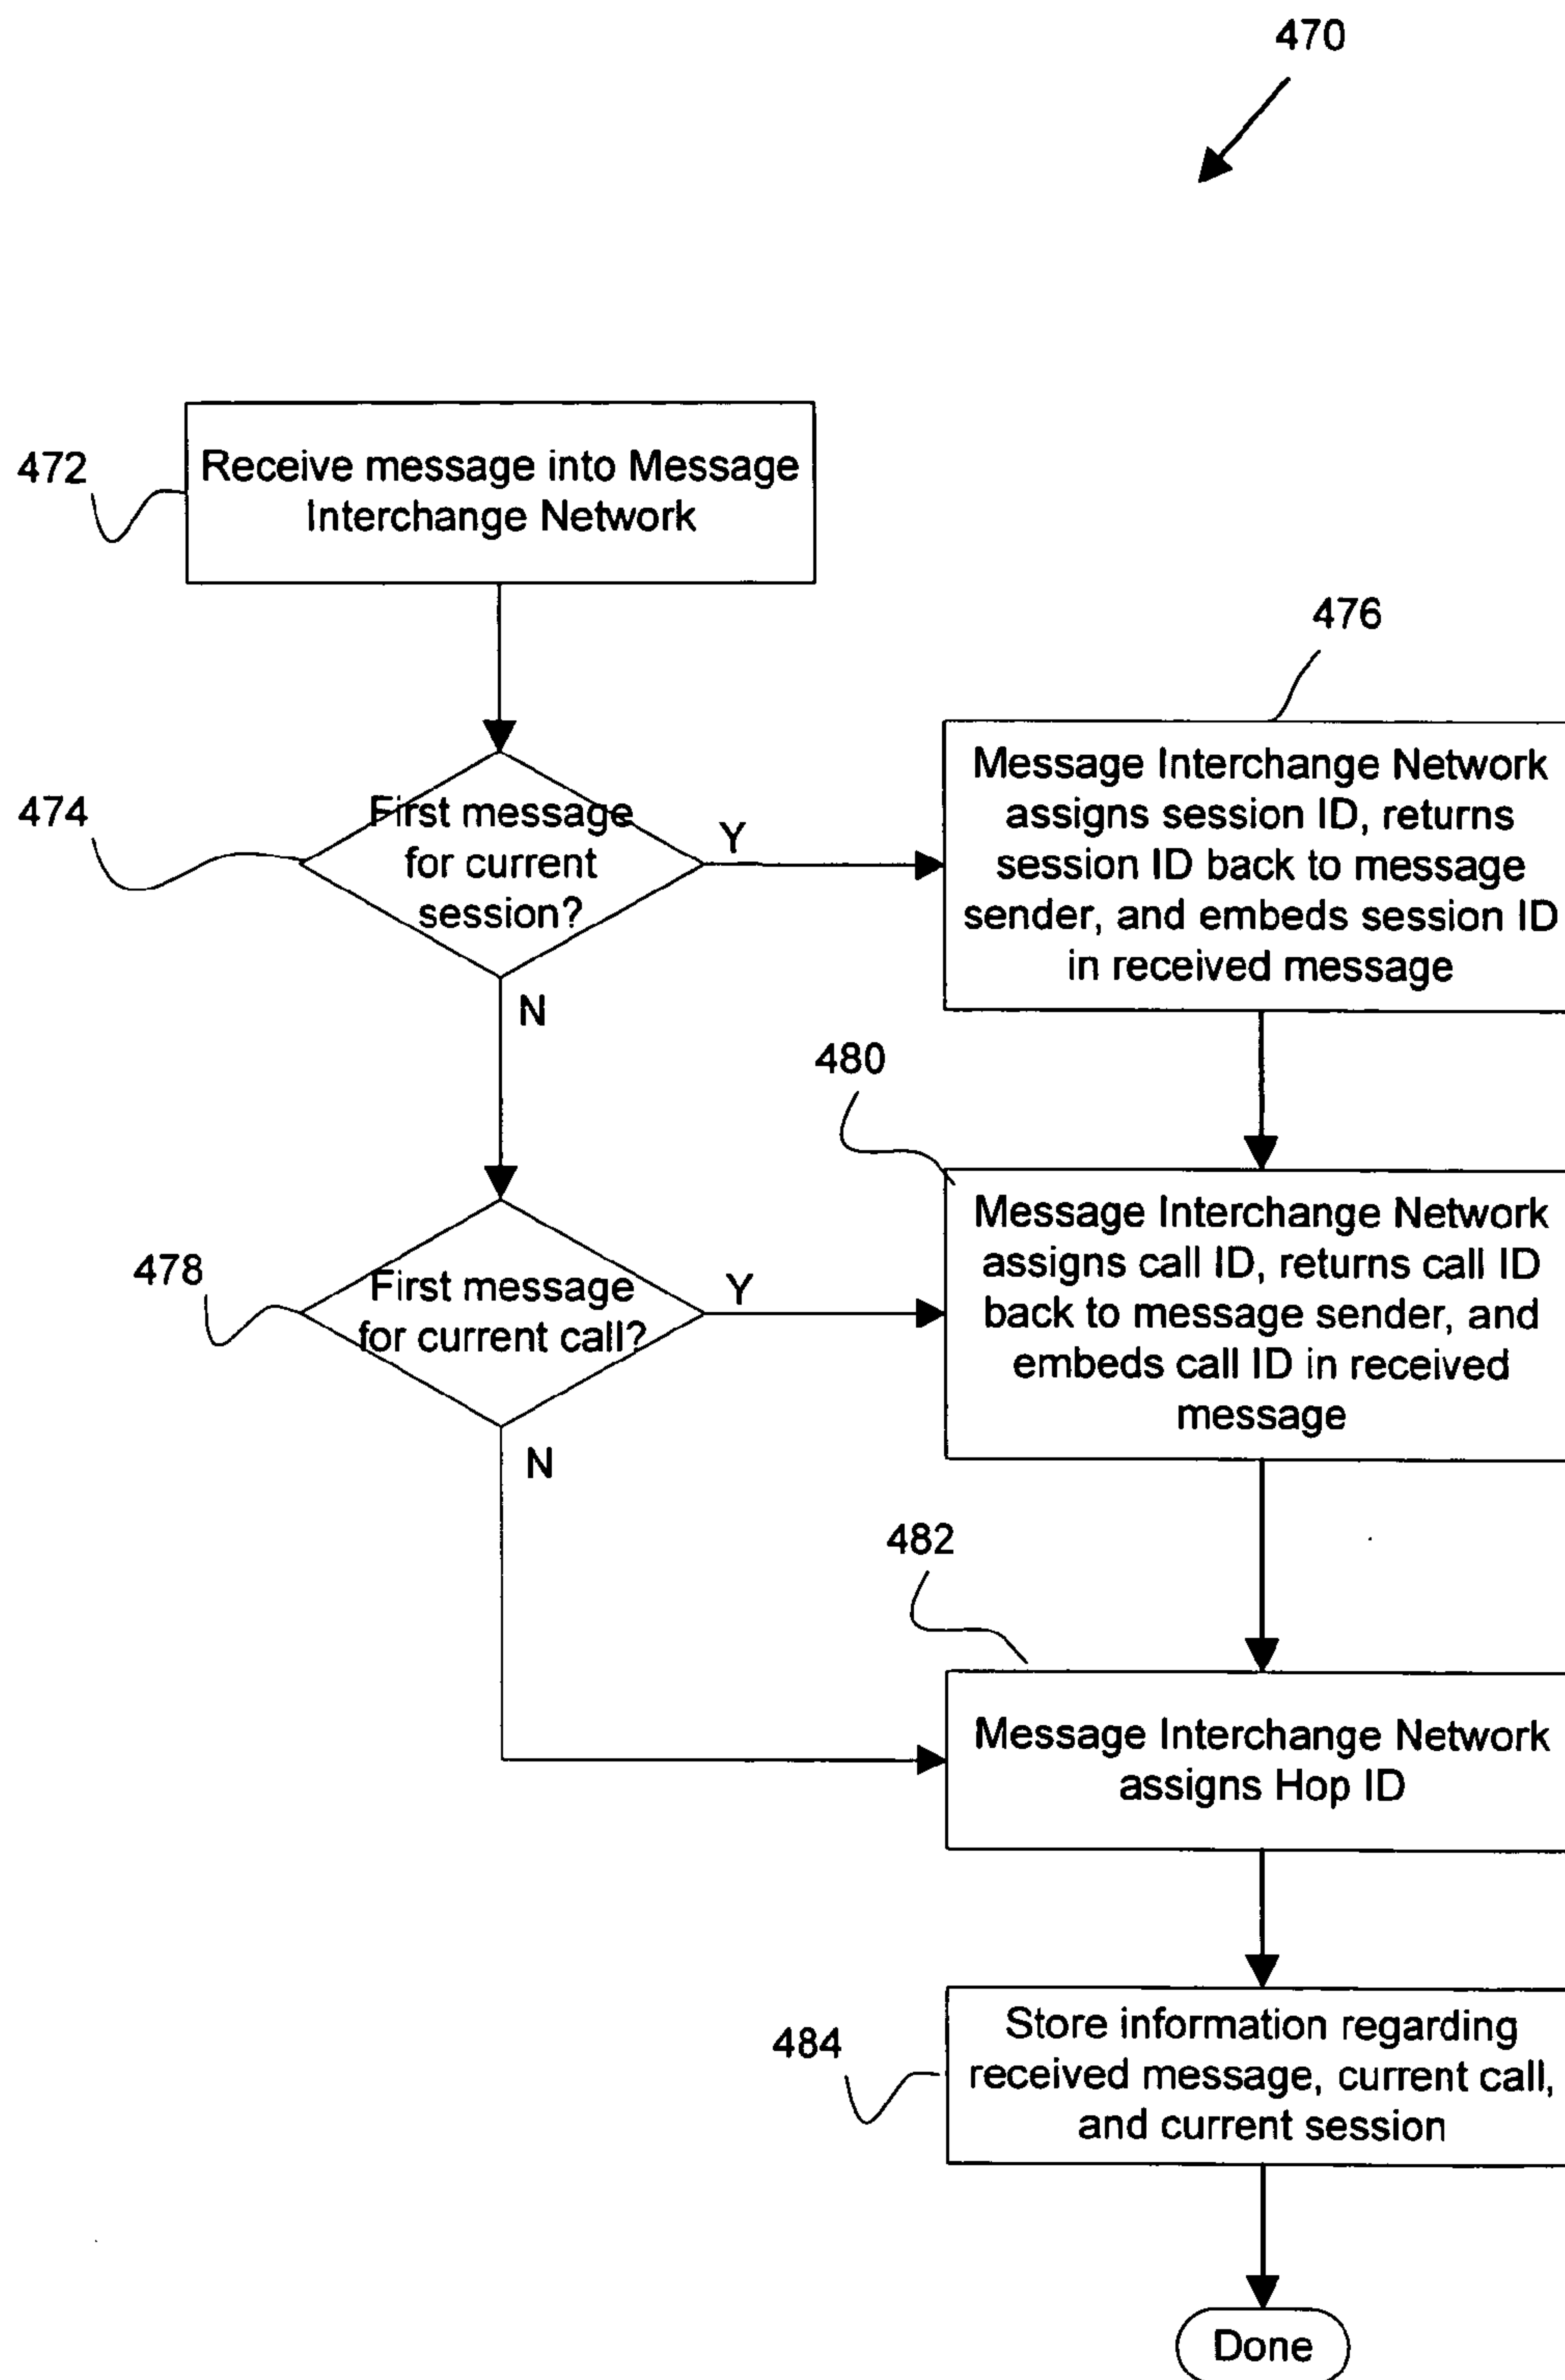 470
472
Receive message into Message
Interchange Network
476
474
First message
for current
session?
Y
Message Interchange Network
assigns session ID, returns
session ID back to message
sender, and embeds session ID
in received message
N
480
478
First message
for current call?
Y
Message Interchange Network
assigns call ID, returns call ID
back to message sender, and
embeds call ID in received
message
N
482
Message Interchange Network
assigns Hop ID
484
Store information regarding
received message, current call,
and current session
Done